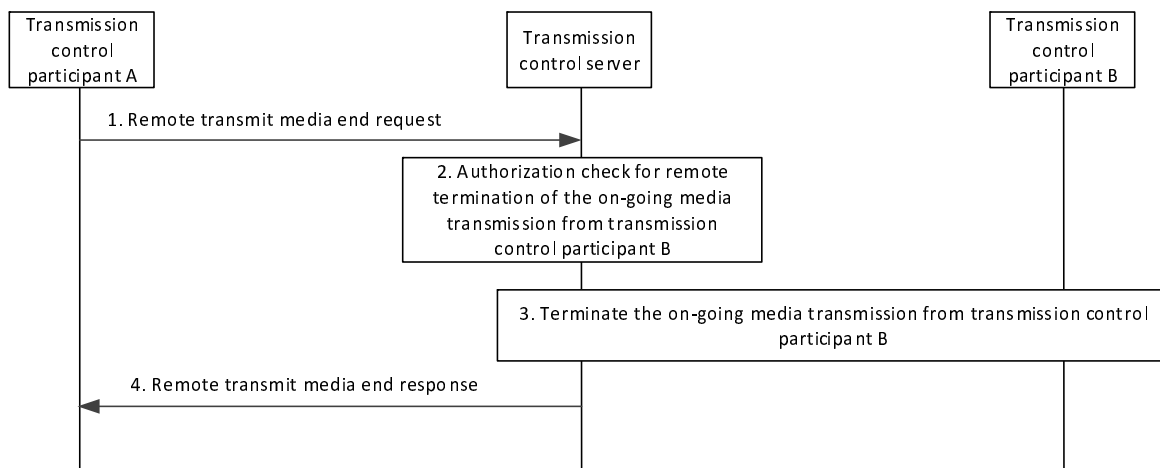 Transmission
control
participant A
Transmission
control server
Transmission
control
participant B
1. Remote transmit media end request
2. Authorization check for remote
termination of the on-going media
transmission from transmission
control participant B
3. Terminate the on-going media transmission from transmission control
participant B
4. Remote transmit media end response